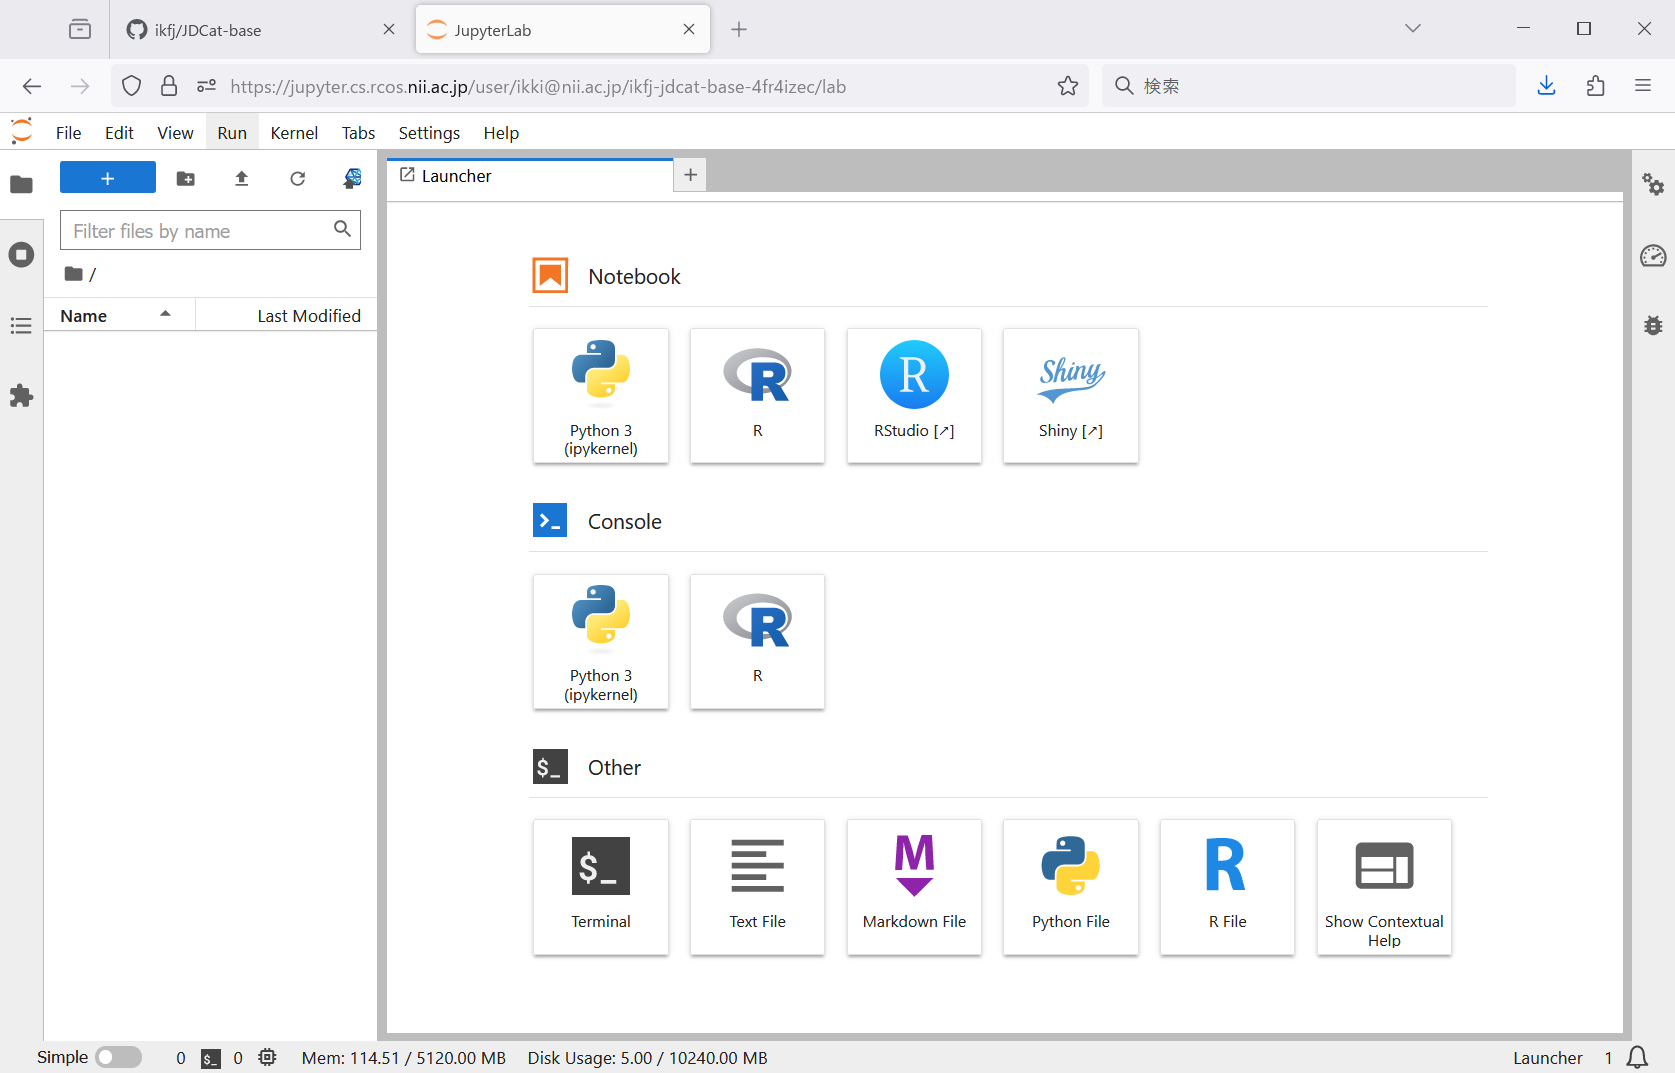 ikfj/JDCat-base
JupyterLab
https://jupyter.cs.rcos.nii.ac.jp/user/ikki@nii.ac.jp/ikfj-jdcat-base-4fr4izec/lab
検索
File Edit View Run Kernel Tabs Settings Help
Launcher
Filter files by name
/
Name Last Modified
Notebook
Python 3
(ipykernel)
R
RStudio [↗]
Shiny [↗]
Console
Python 3
(ipykernel)
R
Other
Terminal
Text File
Markdown File
Python File
R File
Show Contextual
Help
Simple 0 0 Mem: 114.51 / 5120.00 MB Disk Usage: 5.00 / 10240.00 MB Launcher 1